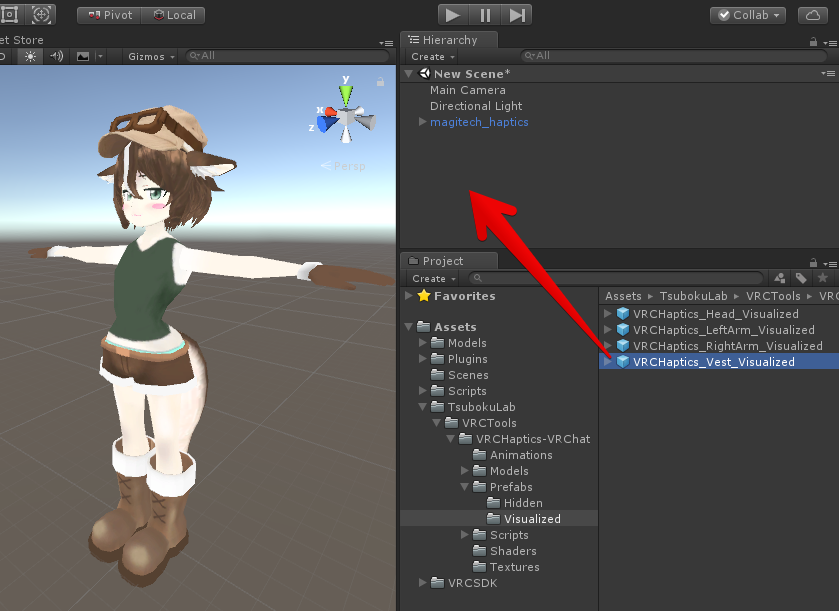 Pivot Local Collab
et Store
Gizmos All
y
x
z
Persp
Hierarchy
Create All
New Scene*
Main Camera
Directional Light
magitech_haptics
Project
Create
Favorites
Assets
Models
Plugins
Scenes
Scripts
TsubokuLab
VRCTools
VRCHaptics-VRChat
Animations
Models
Prefabs
Hidden
Visualized
Scripts
Shaders
Textures
VRCSDK
Assets ▸ TsubokuLab ▸ VRCTools ▸ VRC
VRCHaptics_Head_Visualized
VRCHaptics_LeftArm_Visualized
VRCHaptics_RightArm_Visualized
VRCHaptics_Vest_Visualized